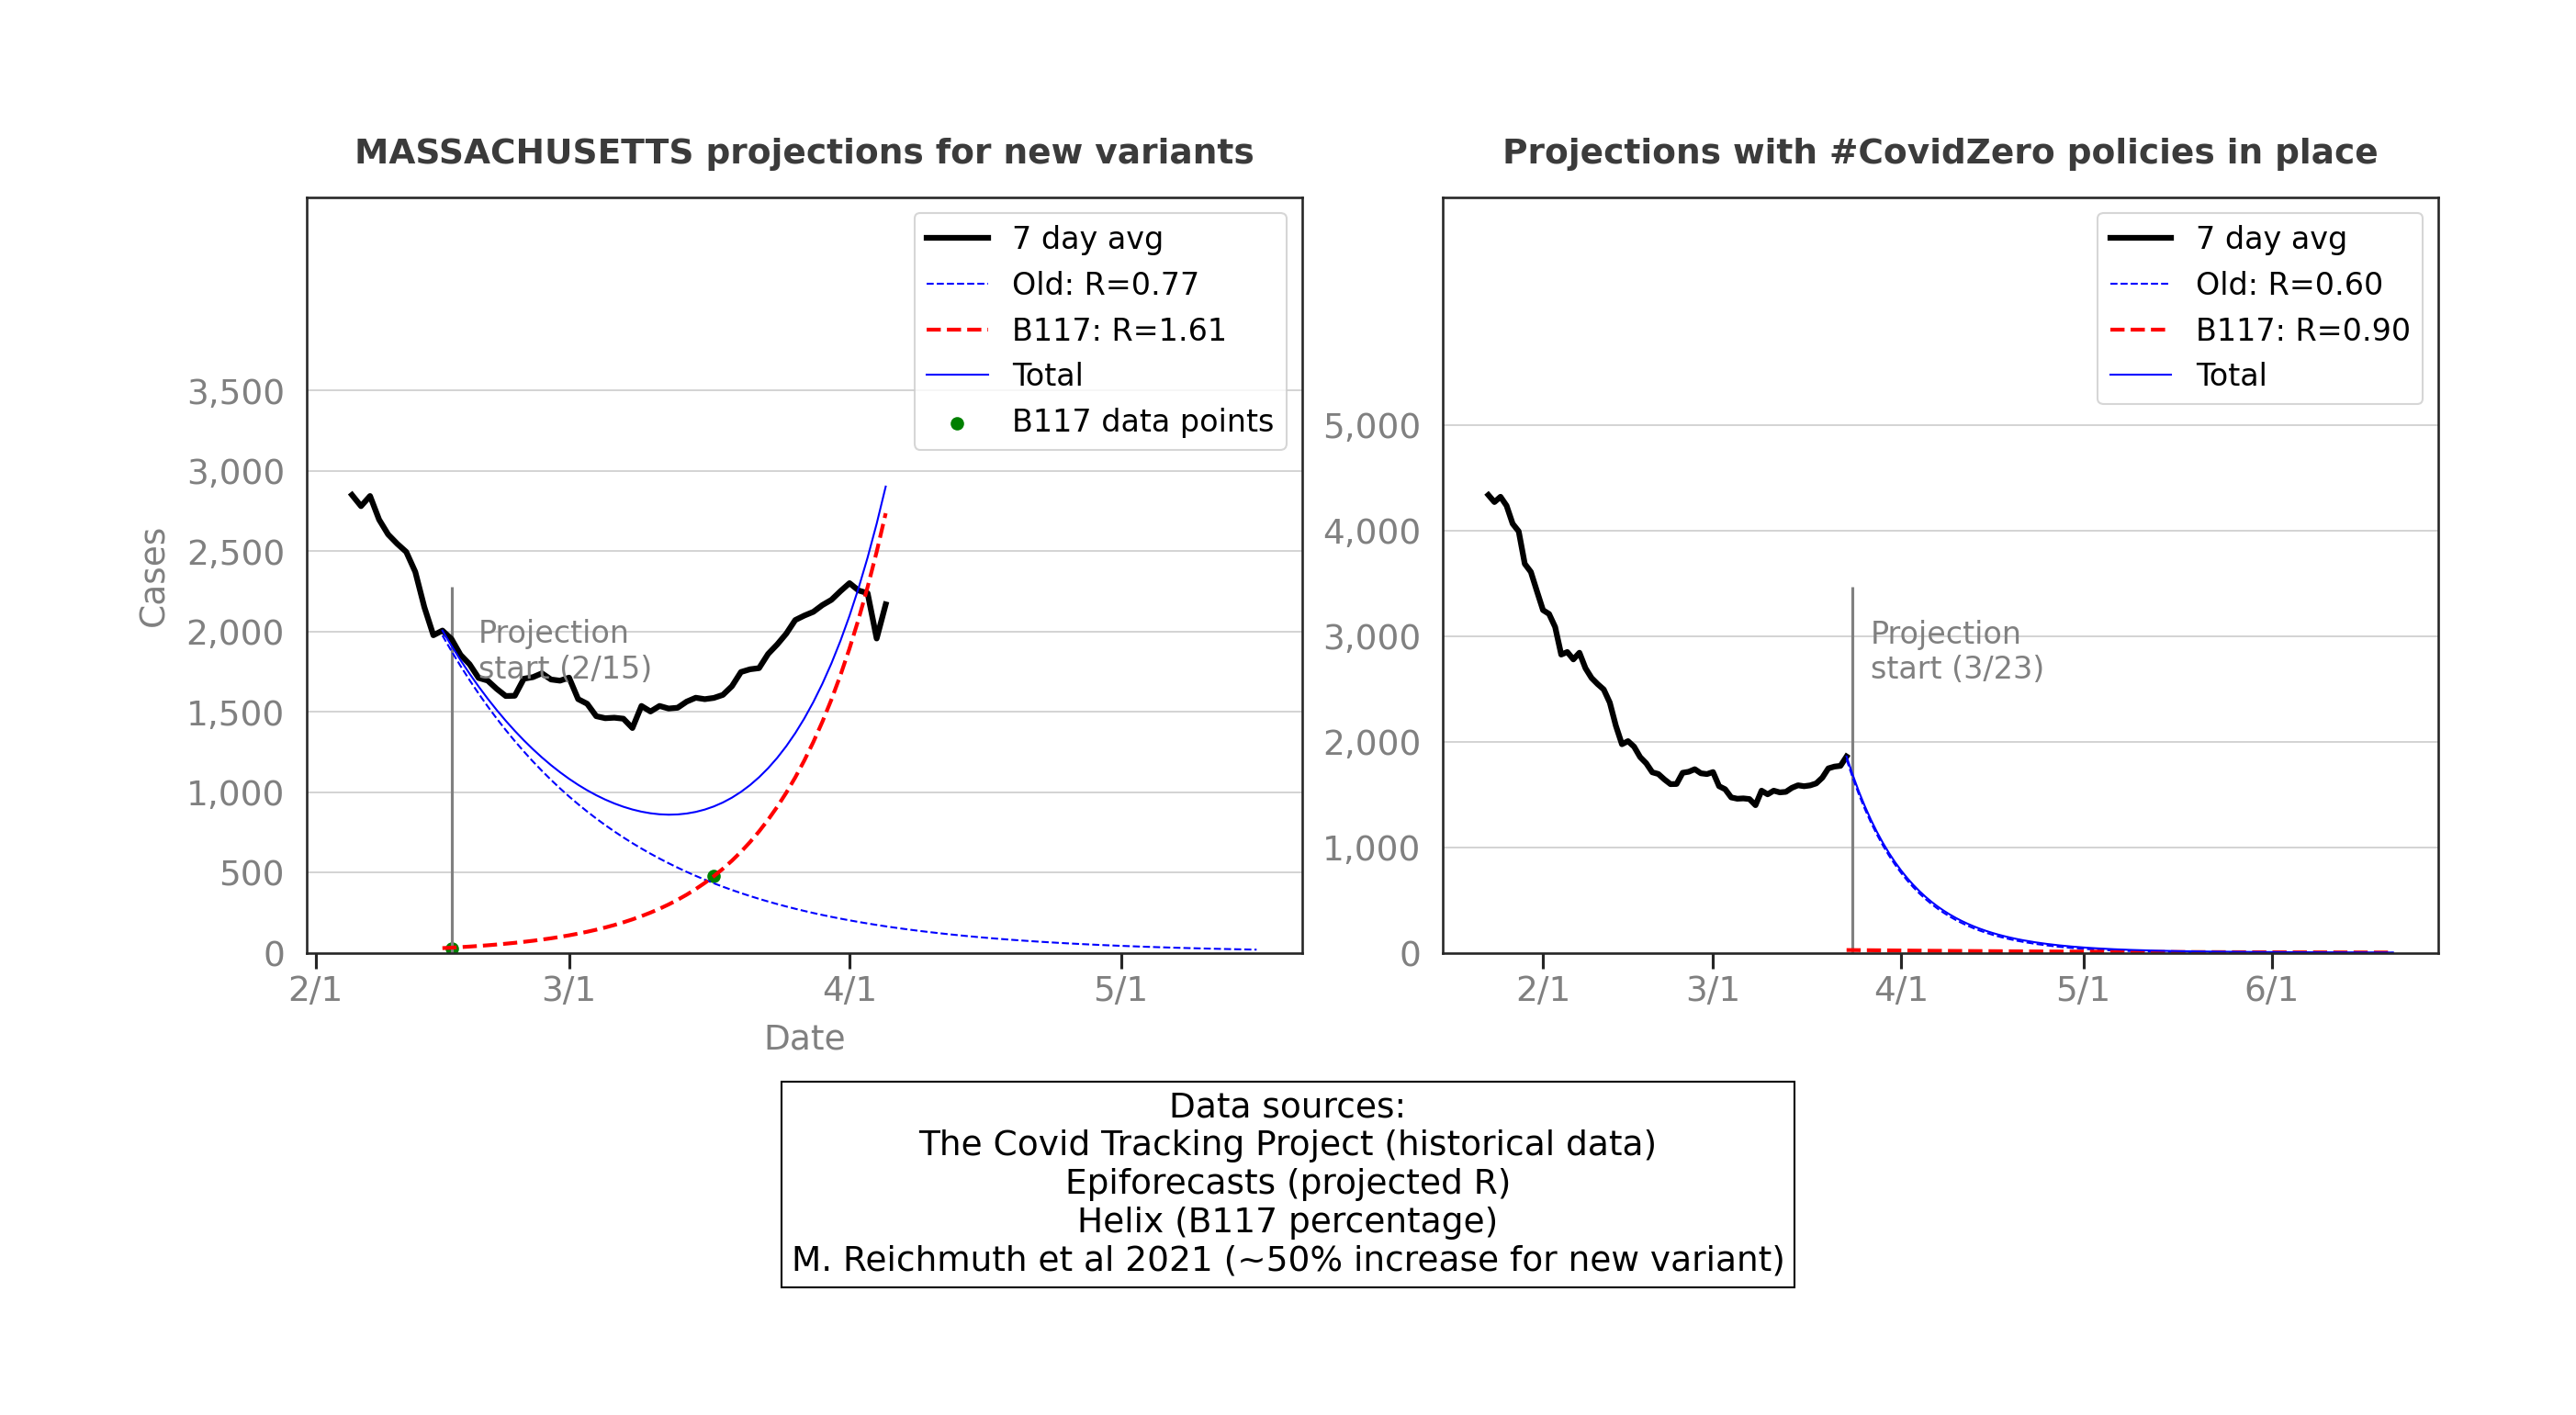 MASSACHUSETTS projections for new variants
7 day avg
Old: R=0.77
B117: R=1.61
Total
B117 data points
3,500
3,000
2,500
2,000
1,500
1,000
500
0
Cases
Projection
start (2/15)
2/1
3/1
4/1
5/1
Date
Projections with #CovidZero policies in place
7 day avg
Old: R=0.60
B117: R=0.90
Total
5,000
4,000
3,000
2,000
1,000
0
Projection
start (3/23)
2/1
3/1
4/1
5/1
6/1
Data sources:
The Covid Tracking Project (historical data)
Epiforecasts (projected R)
Helix (B117 percentage)
M. Reichmuth et al 2021 (~50% increase for new variant)